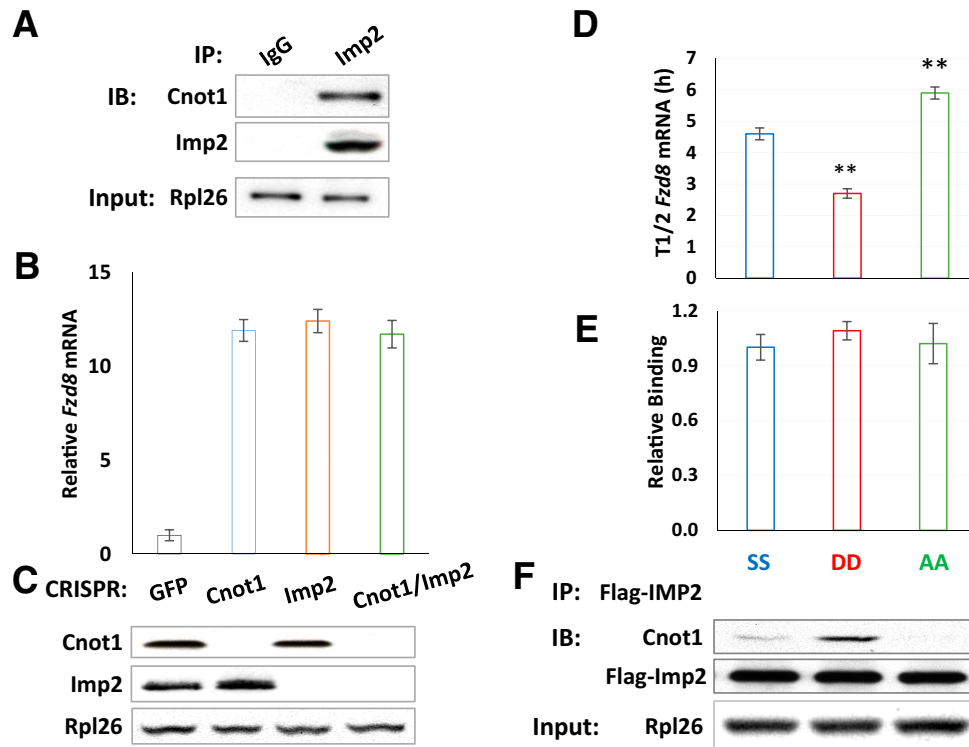 A
IP: IgG Imp2
IB: Cnot1
Imp2
Input: Rpl26
B
Relative Fzd8 mRNA
15
10
5
0
C
CRISPR: GFP Cnot1 Imp2 Cnot1/Imp2
Cnot1
Imp2
Rpl26
D
T1/2 Fzd8 mRNA (h)
7
6
5
4
3
2
1
0
**
**
E
Relative Binding
1.2
0.9
0.6
0.3
0.0
SS DD AA
F
IP: Flag-IMP2
IB: Cnot1
Flag-Imp2
Input: Rpl26